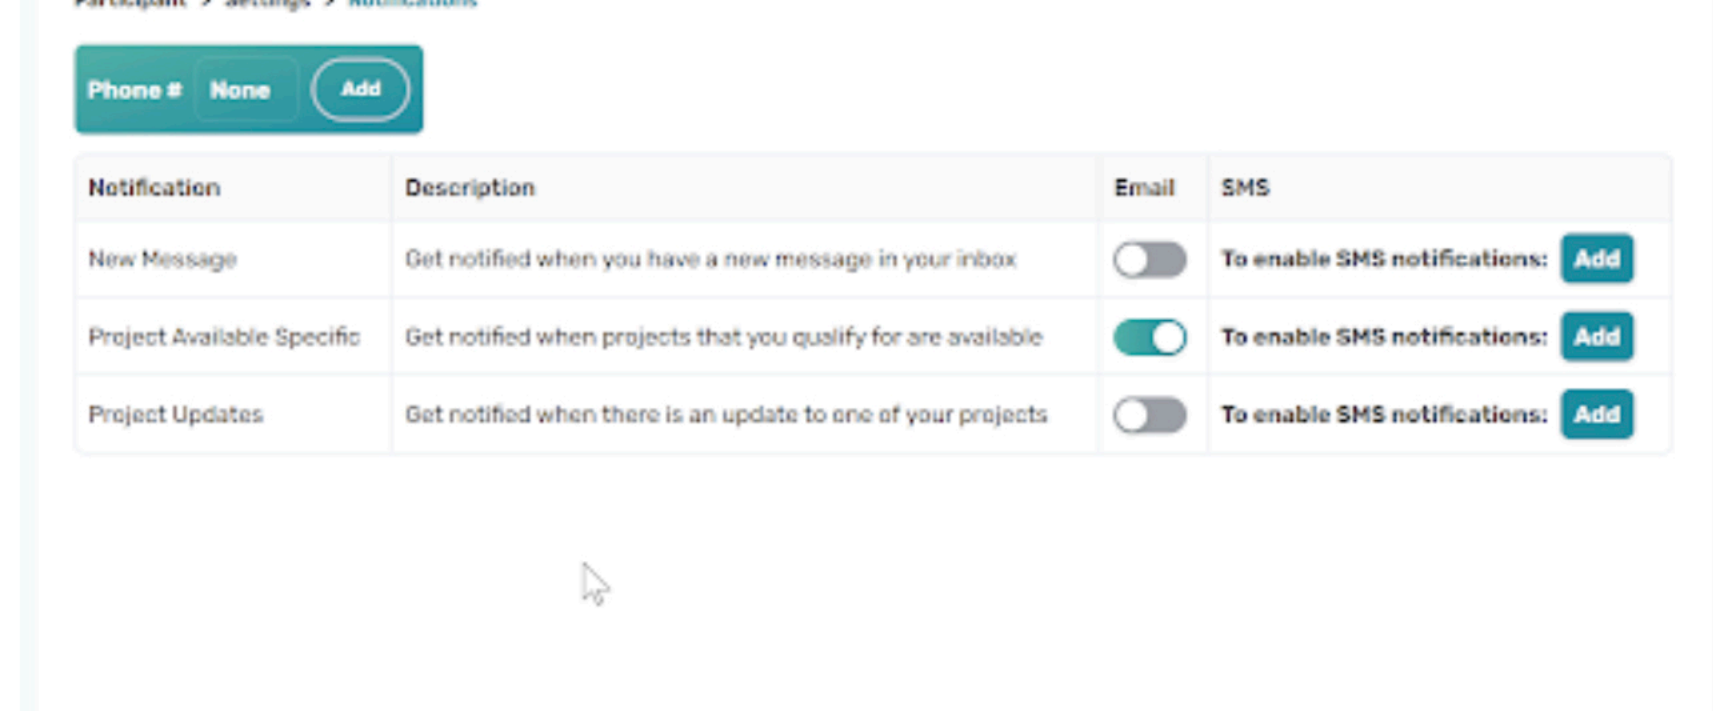 Participant > Settings > Notifications
Phone # None Add
Notification Description Email SMS
New Message Get notified when you have a new message in your inbox To enable SMS notifications: Add
Project Available Specific Get notified when projects that you qualify for are available To enable SMS notifications: Add
Project Updates Get notified when there is an update to one of your projects To enable SMS notifications: Add